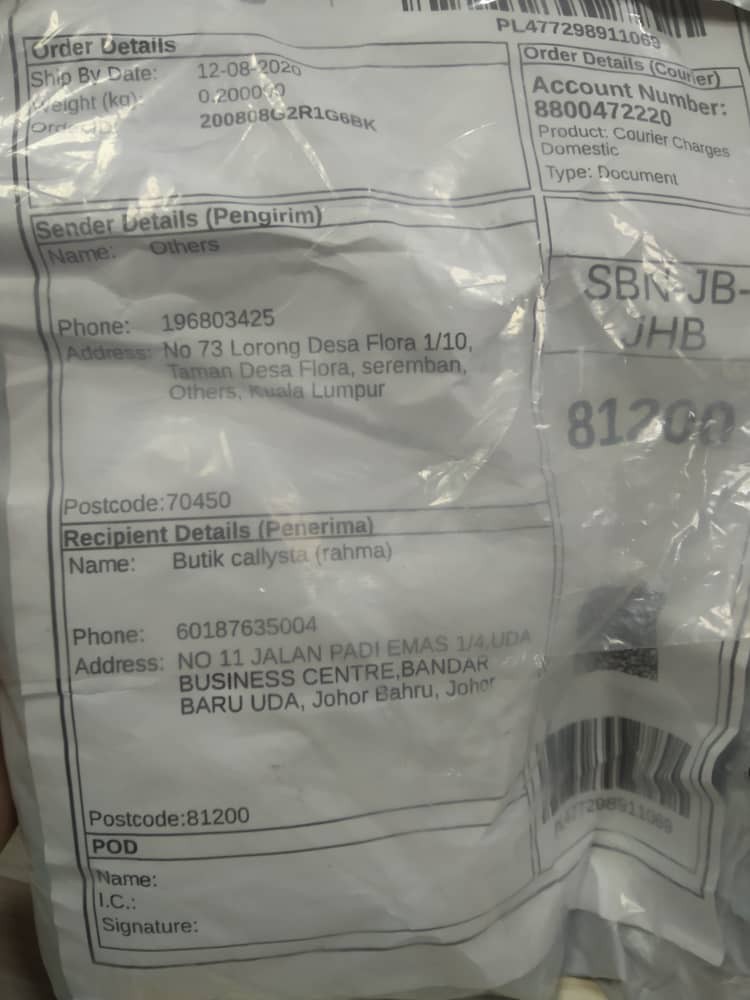 PL477298911069
Order Details
Ship By Date: 12-08-2020
Weight (kg): 0.200000
Order ID: 200808G2R1G6BK
Order Details (Courier)
Account Number:
8800472220
Product: Courier Charges
Domestic
Type: Document
Sender Details (Pengirim)
Name: Others
Phone: 196803425
Address: No 73 Lorong Desa Flora 1/10,
Taman Desa Flora, seremban,
Others, Kuala Lumpur
Postcode:70450
SBN-JB-
JHB
81200
Recipient Details (Penerima)
Name: Butik callysta (rahma)
Phone: 60187635004
Address: NO 11 JALAN PADI EMAS 1/4,UDA
BUSINESS CENTRE,BANDAR
BARU UDA, Johor Bahru, Johor
Postcode:81200
PL477298911069
POD
Name:
I.C.:
Signature: